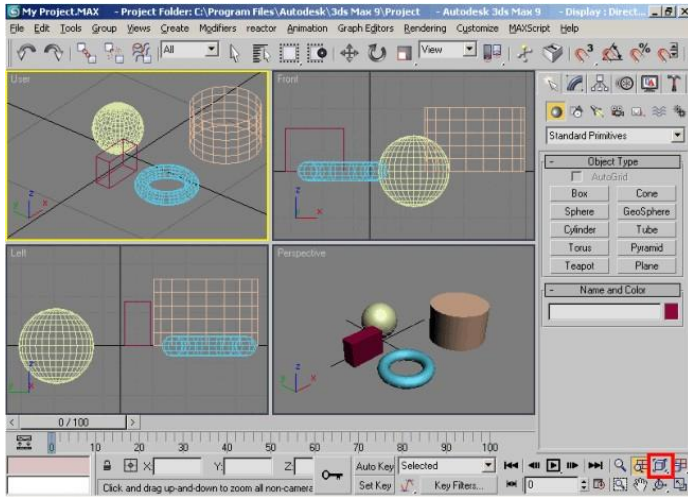 My Project.MAX - Project Folder: C:\Program Files\Autodesk\3ds Max 9\Project - Autodesk 3ds Max 9 - Display : Direct...
File Edit Tools Group Views Create Modifiers reactor Animation Graph Editors Rendering Customize MAXScript Help
All View 3 %
User Front
z x
z x
Left Perspective
z
z x
Standard Primitives
- Object Type
AutoGrid
Box Cone
Sphere GeoSphere
Cylinder Tube
Torus Pyramid
Teapot Plane
- Name and Color
< 0 / 100 >
0 10 20 30 40 50 60 70 80 90 100
X: Y: Z: Auto Key Selected
Click and drag up-and-down to zoom all non-camera Set Key Key Filters... 0